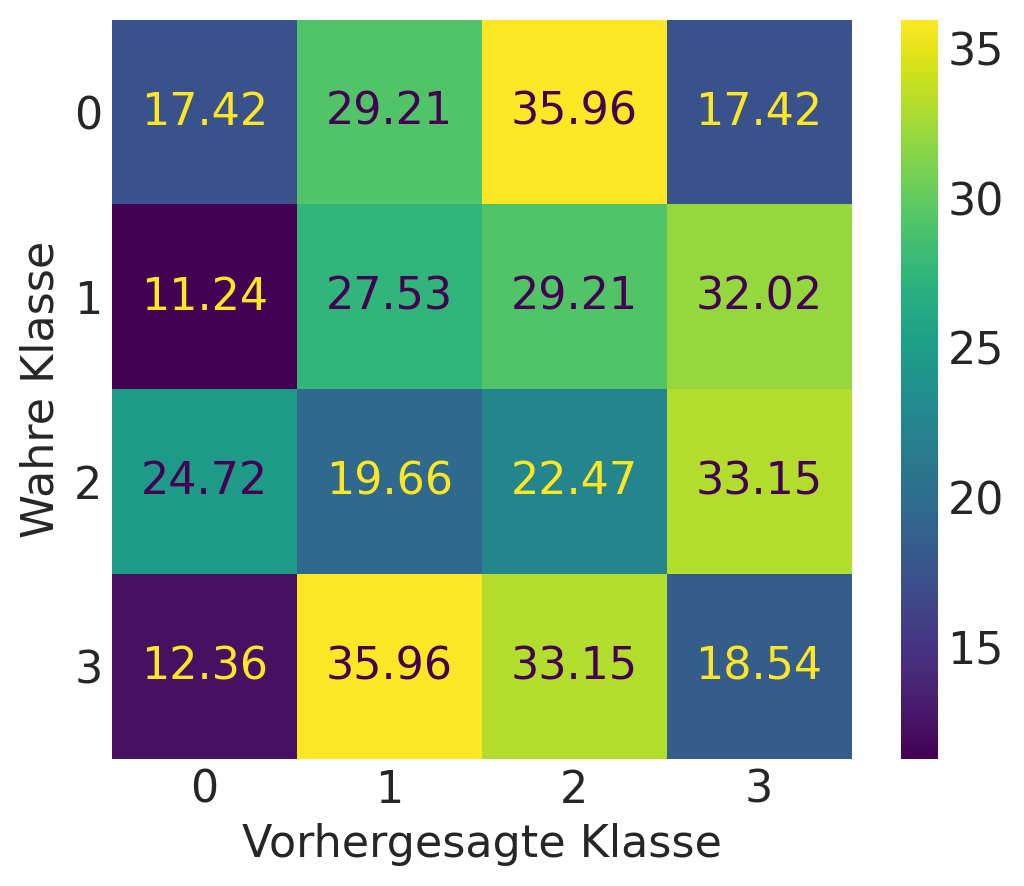 0 17.42 29.21 35.96 17.42
1 11.24 27.53 29.21 32.02
2 24.72 19.66 22.47 33.15
3 12.36 35.96 33.15 18.54
0 1 2 3
Vorhergesagte Klasse
Wahre Klasse
35
30
25
20
15